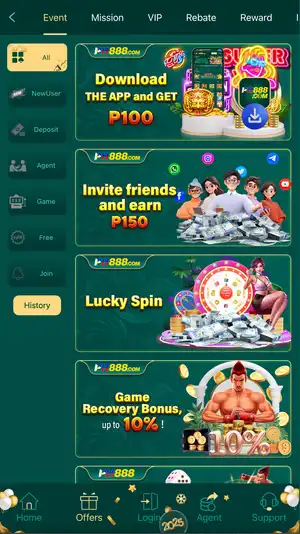 Event Mission VIP Rebate Reward
All
NewUser
Deposit
Agent
Game
Free
Join
History
888.COM
Download
THE APP and GET
P100
888
.COM
888.COM
Invite friends
and earn
P150
888.COM
Lucky Spin
888.COM
Game
Recovery Bonus,
up to 10% !
10%
888
Home Offers Login Agent Support
2025